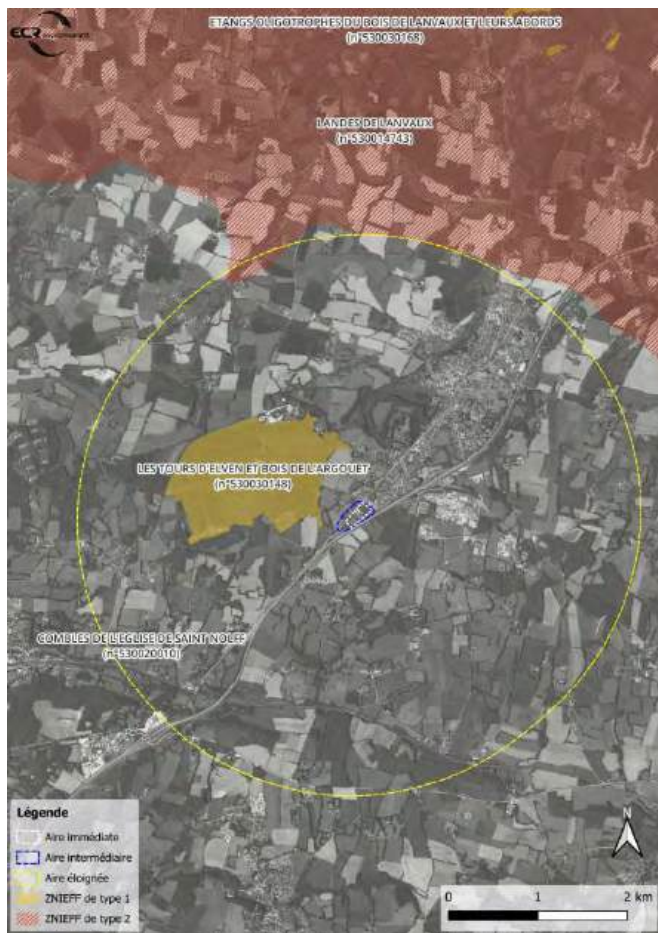 ECR environnement
ETANGS OLIGOTROPHES DU BOIS DE LANVAUX ET LEURS ABORDS
(n°530030168)
LANDES DE LANVAUX
(n°530014743)
LES TOURS D'ELVEN ET BOIS DE L'ARGOUET
(n°530030148)
COMBLES DE L'EGLISE DE SAINT NOLFF
(n°530020010)
Légende
Aire immédiate
Aire intermédiaire
Aire éloignée
ZNIEFF de type 1
ZNIEFF de type 2
N
0 1 2 km